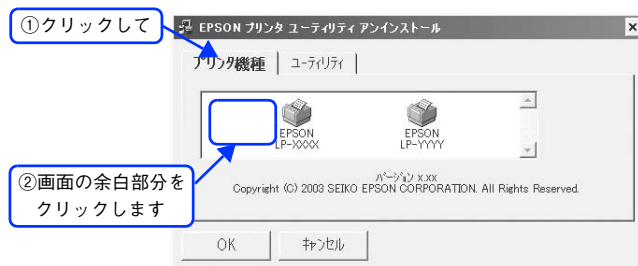 ①クリックして
EPSON プリンタ ユーティリティ アンインストール
プリンタ機種
ユーティリティ
EPSON
LP-XXXX
EPSON
LP-YYYY
②画面の余白部分を
クリックします
バージョン x.xx
Copyright (C) 2003 SEIKO EPSON CORPORATION. All Rights Reserved.
OK
キャンセル